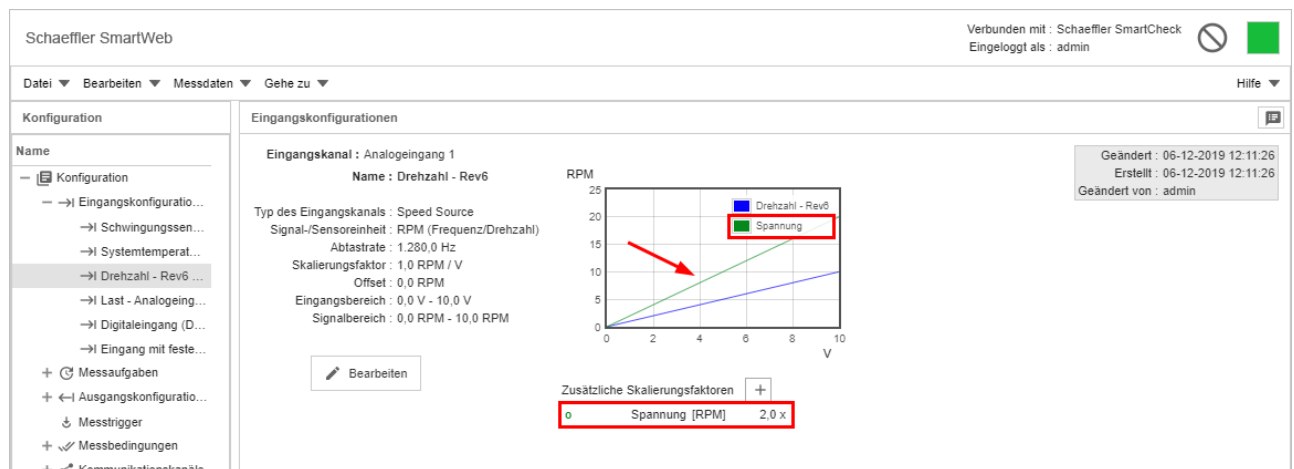 Schaeffler SmartWeb
Verbunden mit : Schaeffler SmartCheck
Eingeloggt als : admin
Datei Bearbeiten Messdaten Gehe zu Hilfe
Konfiguration
Name
Konfiguration
Eingangskonfiguratio...
Schwingungssen...
Systemtemperat...
Drehzahl - Rev6 ...
Last - Analogeing...
Digitaleingang (D...
Eingang mit feste...
Messaufgaben
Ausgangskonfiguratio...
Messtrigger
Messbedingungen
Kommunikationskanäle
Eingangskonfigurationen
Eingangskanal : Analogeingang 1
Name : Drehzahl - Rev6
Typ des Eingangskanals : Speed Source
Signal-/Sensoreinheit : RPM (Frequenz/Drehzahl)
Abtastrate : 1.280,0 Hz
Skalierungsfaktor : 1,0 RPM / V
Offset : 0,0 RPM
Eingangsbereich : 0,0 V - 10,0 V
Signalbereich : 0,0 RPM - 10,0 RPM
Bearbeiten
RPM
25
20
15
10
5
0
0 2 4 6 8 10
V
Drehzahl - Rev6
Spannung
Zusätzliche Skalierungsfaktoren +
o Spannung [RPM] 2,0 x
Geändert : 06-12-2019 12:11:26
Erstellt : 06-12-2019 12:11:26
Geändert von : admin